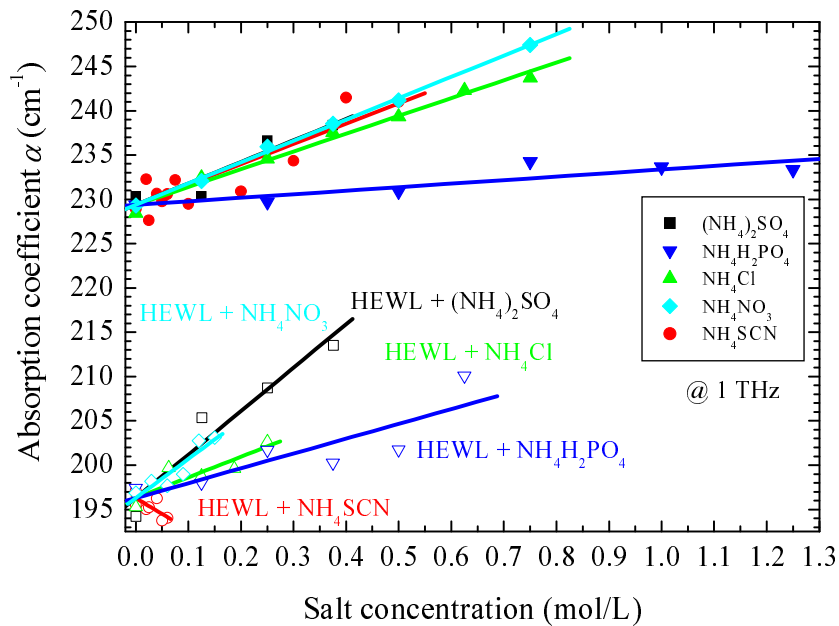 250
245
240
235
230
225
220
215
210
205
200
195
Absorption coefficient α (cm⁻¹)
(NH₄)₂SO₄
NH₄H₂PO₄
NH₄Cl
NH₄NO₃
NH₄SCN
@ 1 THz
HEWL + NH₄NO₃
HEWL + (NH₄)₂SO₄
HEWL + NH₄Cl
HEWL + NH₄H₂PO₄
HEWL + NH₄SCN
0.0 0.1 0.2 0.3 0.4 0.5 0.6 0.7 0.8 0.9 1.0 1.1 1.2 1.3
Salt concentration (mol/L)